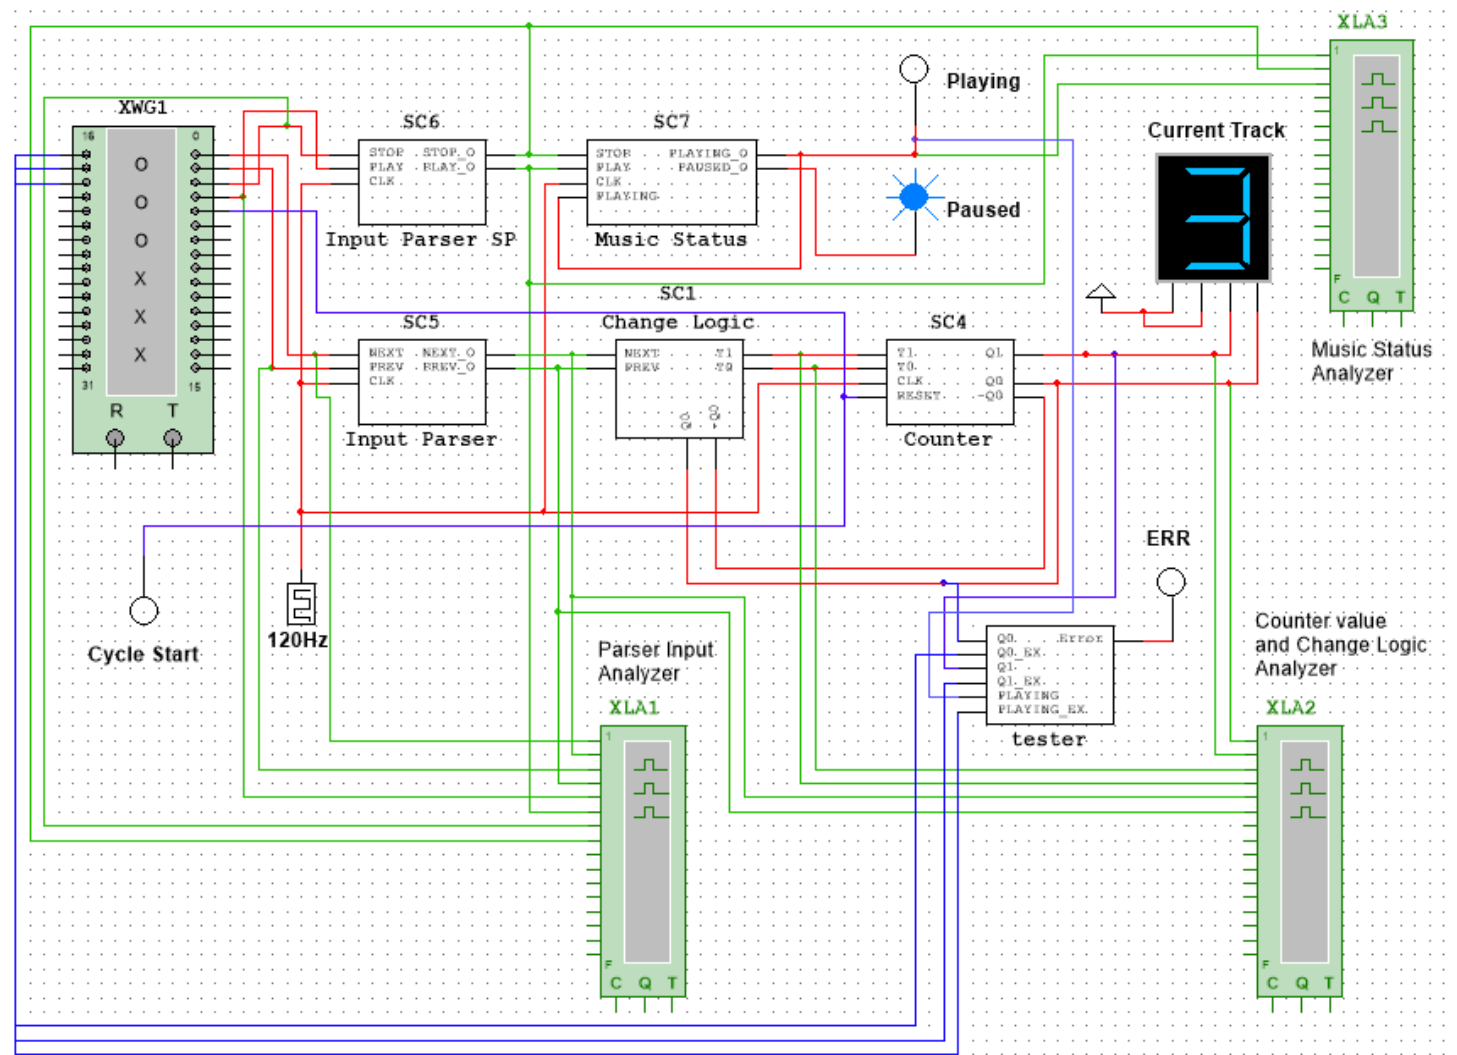 XLA3
1
F
C Q T
Music Status
Analyzer
Playing
Paused
Current Track
3
XWG1
16 0
O
O
O
X
X
X
31 15
R T
SC6
STOP STOP_O
PLAY PLAY_O
CLK
Input Parser SP
SC7
STOP PLAYING_O
PLAY PAUSED_O
CLK
PLAYING
Music Status
SC5
NEXT NEXT_O
PREV PREV_O
CLK
Input Parser
SC1
Change Logic
NEXT T1
PREV T0
SC4
T1 Q1
T0
CLK Q0
RESET -Q0
Counter
Cycle Start
120Hz
ERR
Q0 Error
Q0_EX
Q1
Q1_EX
PLAYING
PLAYING_EX
tester
Parser Input
Analyzer
XLA1
1
F
C Q T
Counter value
and Change Logic
Analyzer
XLA2
1
F
C Q T